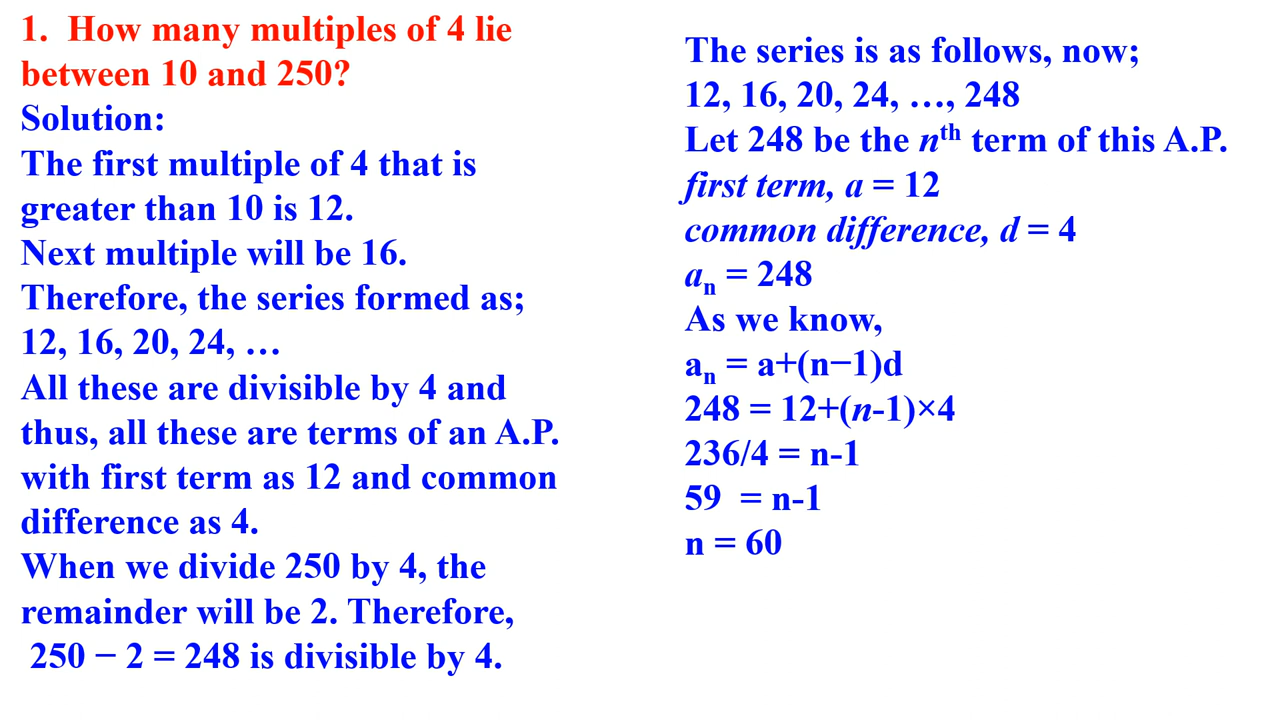 1.  How many multiples of 4 lie
between 10 and 250?
Solution:
The first multiple of 4 that is
greater than 10 is 12.
Next multiple will be 16.
Therefore, the series formed as;
12, 16, 20, 24, …
All these are divisible by 4 and
thus, all these are terms of an A.P.
with first term as 12 and common
difference as 4.
When we divide 250 by 4, the
remainder will be 2. Therefore,
250 − 2 = 248 is divisible by 4.
The series is as follows, now;
12, 16, 20, 24, …, 248
Let 248 be the nᵗʰ term of this A.P.
first term, a = 12
common difference, d = 4
aₙ = 248
As we know,
aₙ = a+(n−1)d
248 = 12+(n-1)×4
236/4 = n-1
59  = n-1
n = 60